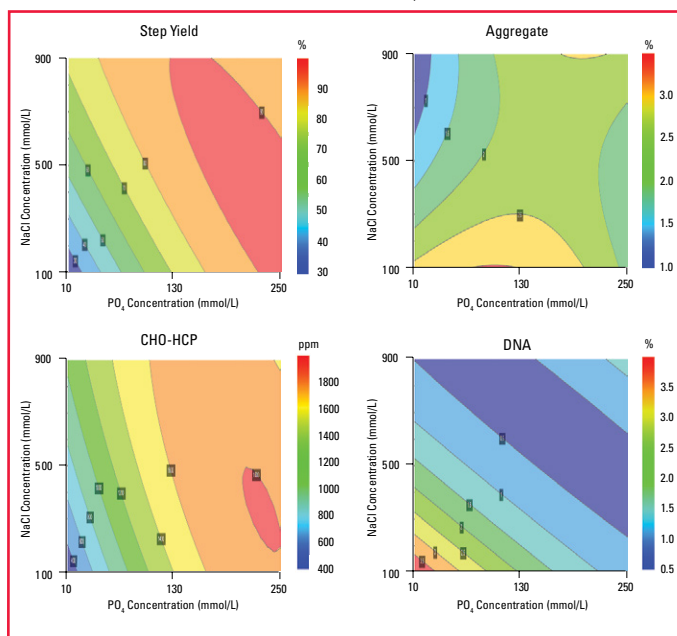 Step Yield
%
NaCl Concentration (mmol/L)
900
500
100
10 130 250
PO4 Concentration (mmol/L)
90
80
70
60
50
40
30
Aggregate
%
NaCl Concentration (mmol/L)
900
500
100
10 130 250
PO4 Concentration (mmol/L)
3.0
2.5
2.0
1.5
1.0
CHO-HCP
ppm
NaCl Concentration (mmol/L)
900
500
100
10 130 250
PO4 Concentration (mmol/L)
1800
1600
1400
1200
1000
800
600
400
DNA
%
NaCl Concentration (mmol/L)
900
500
100
10 130 250
PO4 Concentration (mmol/L)
3.5
3.0
2.5
2.0
1.5
1.0
0.5